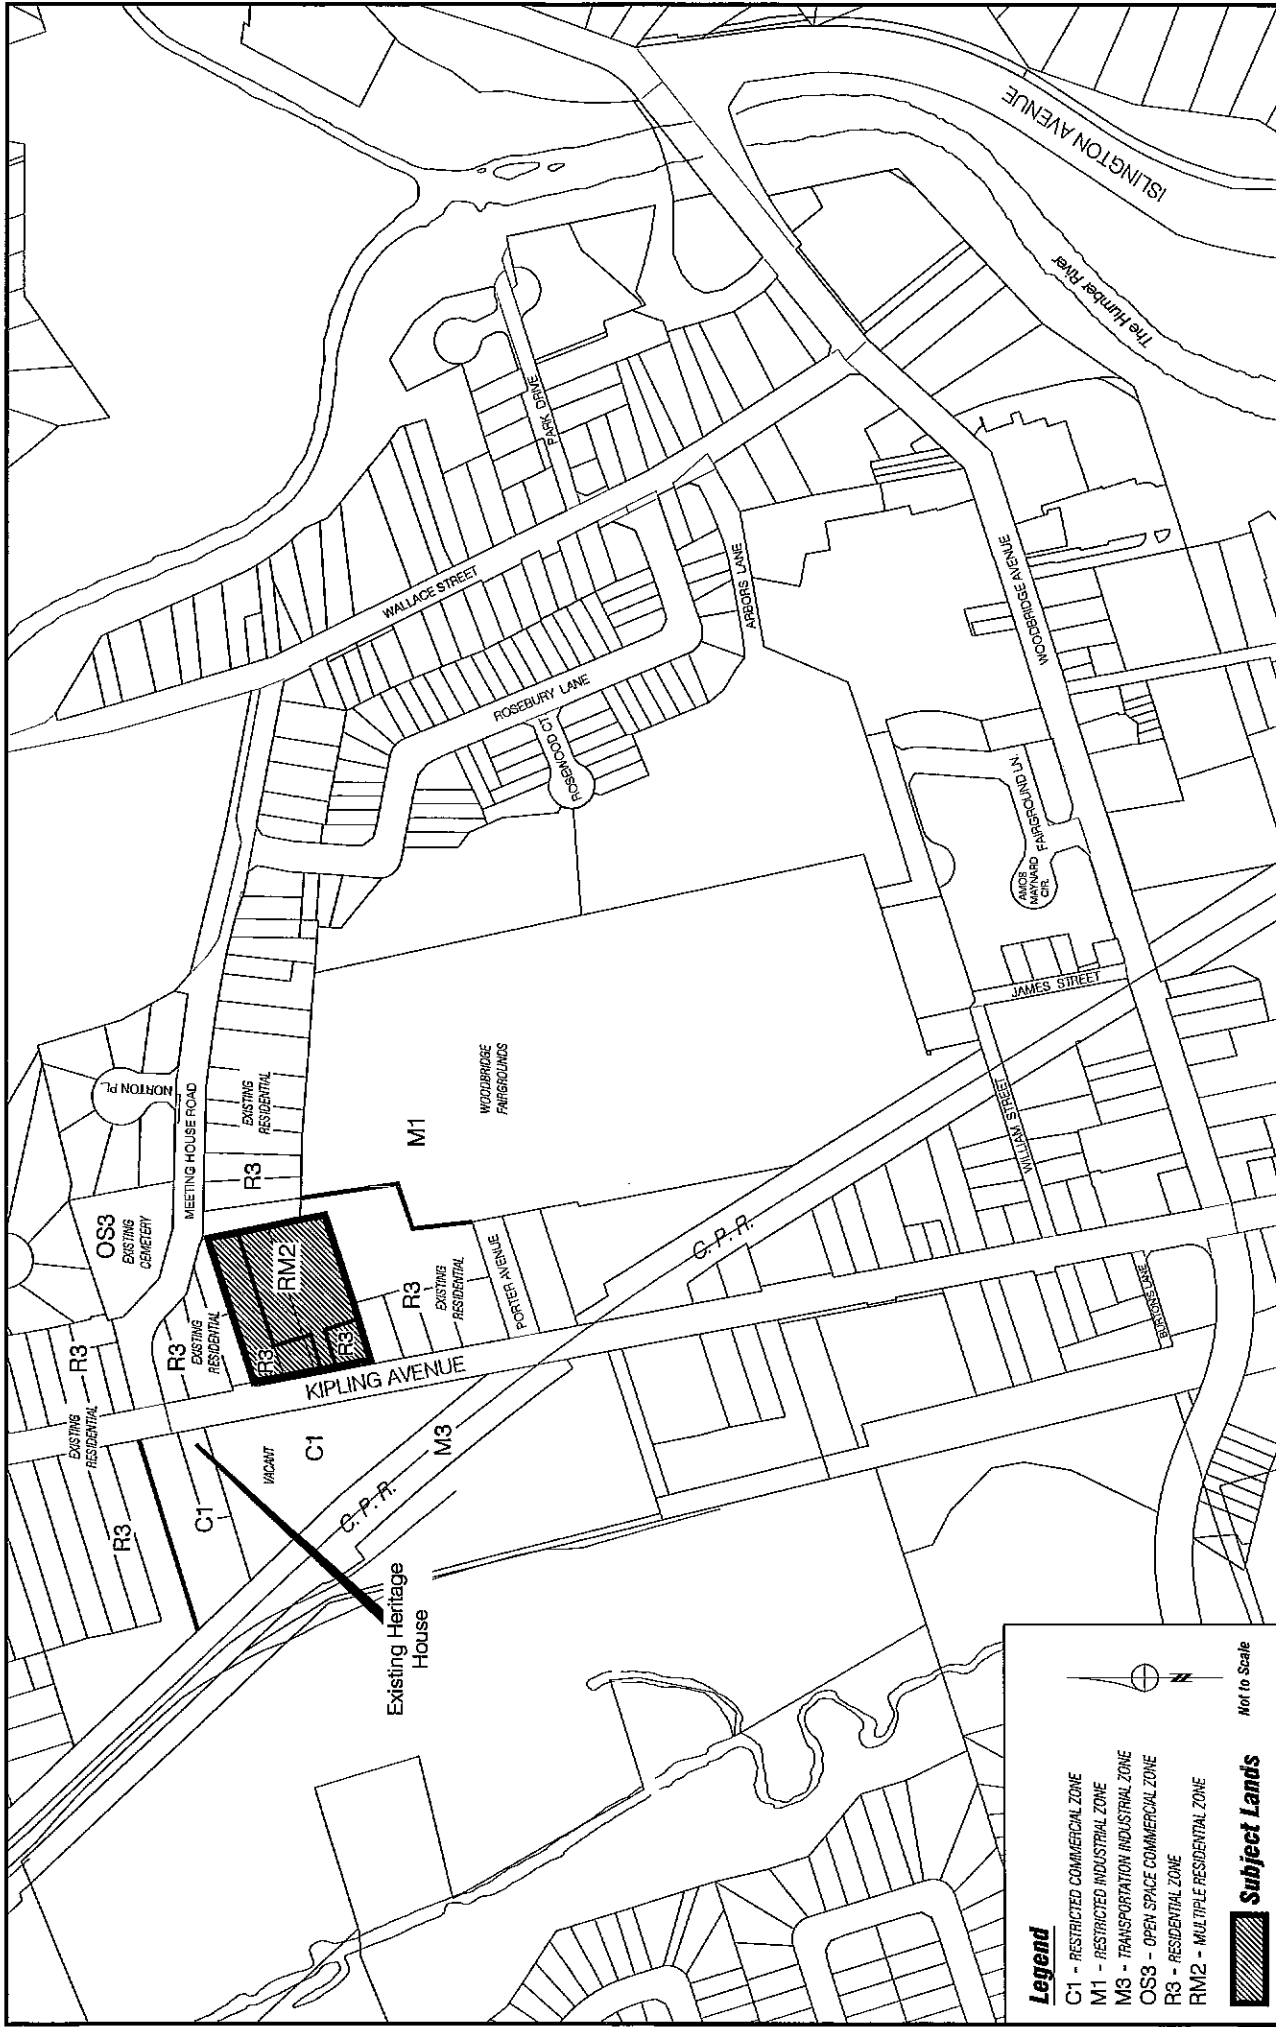 ISLINGTON AVENUE
The Humber River
PARK DRIVE
WALLACE STREET
ARBORS LANE
WOODBRIDGE AVENUE
ROSEBURY LANE
ROSEWOOD CT.
FAIRGROUND LN.
AMOS
MAYNARD
CIR.
JAMES STREET
WILLIAM STREET
NORTON PL.
MEETING HOUSE ROAD
EXISTING
RESIDENTIAL
R3
M1
WOODBRIDGE
FAIRGROUNDS
OS3
EXISTING
CEMETERY
RM2
R3
R3
R3
EXISTING
RESIDENTIAL
PORTER AVENUE
C. P. R.
R3
EXISTING
RESIDENTIAL
R3
EXISTING
RESIDENTIAL
KIPLING AVENUE
BURTON'S LANE
VACANT
C1
M3
C1
R3
C. P. R.
Existing Heritage
House
Legend
C1 - RESTRICTED COMMERCIAL ZONE
M1 - RESTRICTED INDUSTRIAL ZONE
M3 - TRANSPORTATION INDUSTRIAL ZONE
OS3 - OPEN SPACE COMMERCIAL ZONE
R3 - RESIDENTIAL ZONE
RM2 - MULTIPLE RESIDENTIAL ZONE
N
Subject Lands
Not to Scale